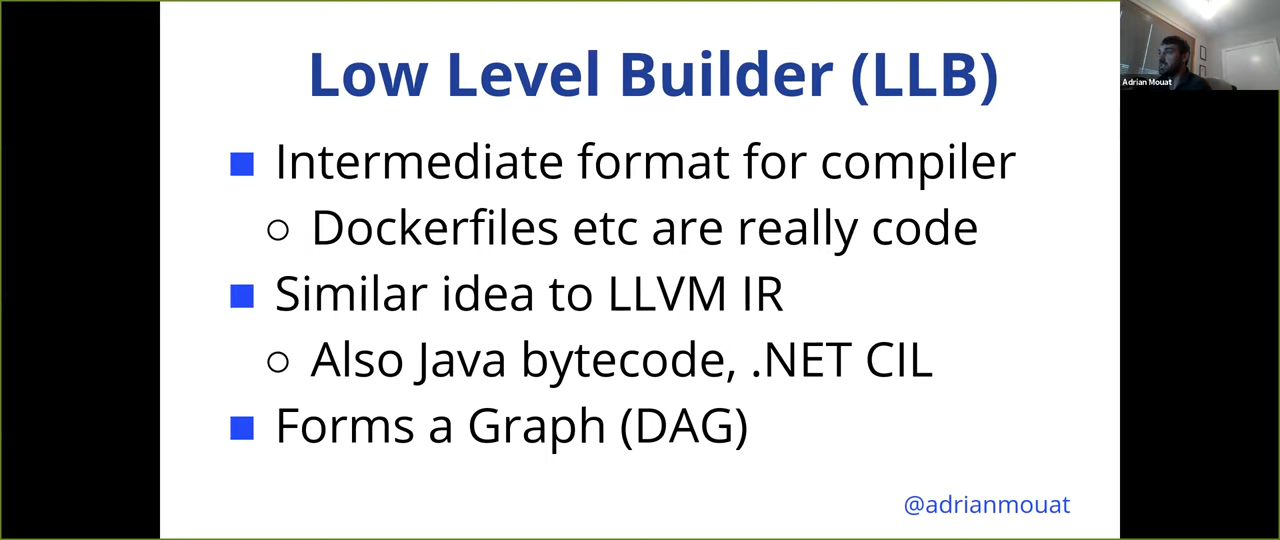 Low Level Builder (LLB)
Adrian Mouat
■ Intermediate format for compiler
○ Dockerfiles etc are really code
■ Similar idea to LLVM IR
○ Also Java bytecode, .NET CIL
■ Forms a Graph (DAG)
@adrianmouat